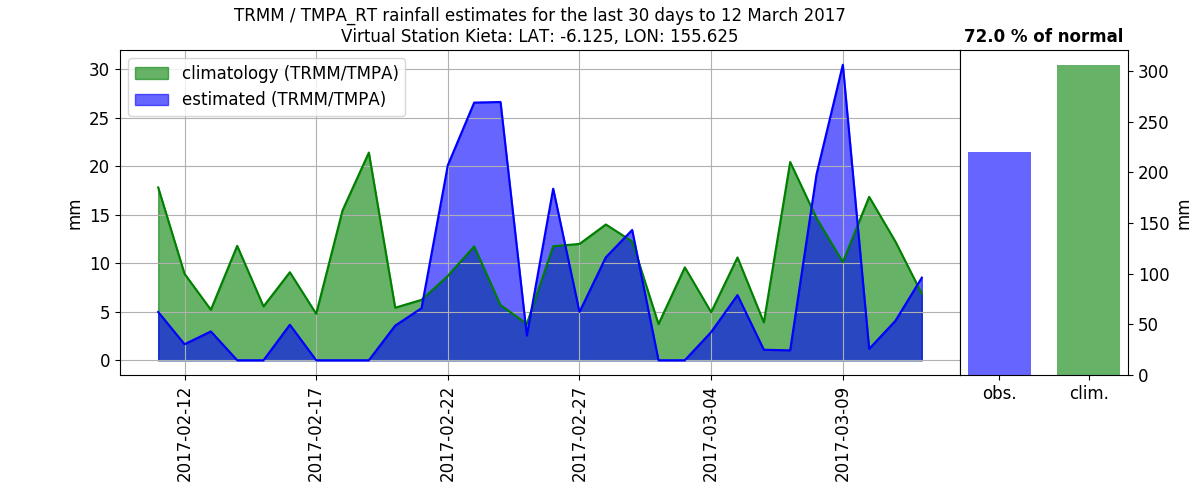 TRMM / TMPA_RT rainfall estimates for the last 30 days to 12 March 2017
Virtual Station Kieta: LAT: -6.125, LON: 155.625
72.0 % of normal
climatology (TRMM/TMPA)
estimated (TRMM/TMPA)
30
25
20
15
10
5
0
mm
2017-02-12
2017-02-17
2017-02-22
2017-02-27
2017-03-04
2017-03-09
300
250
200
150
100
50
0
mm
obs.
clim.